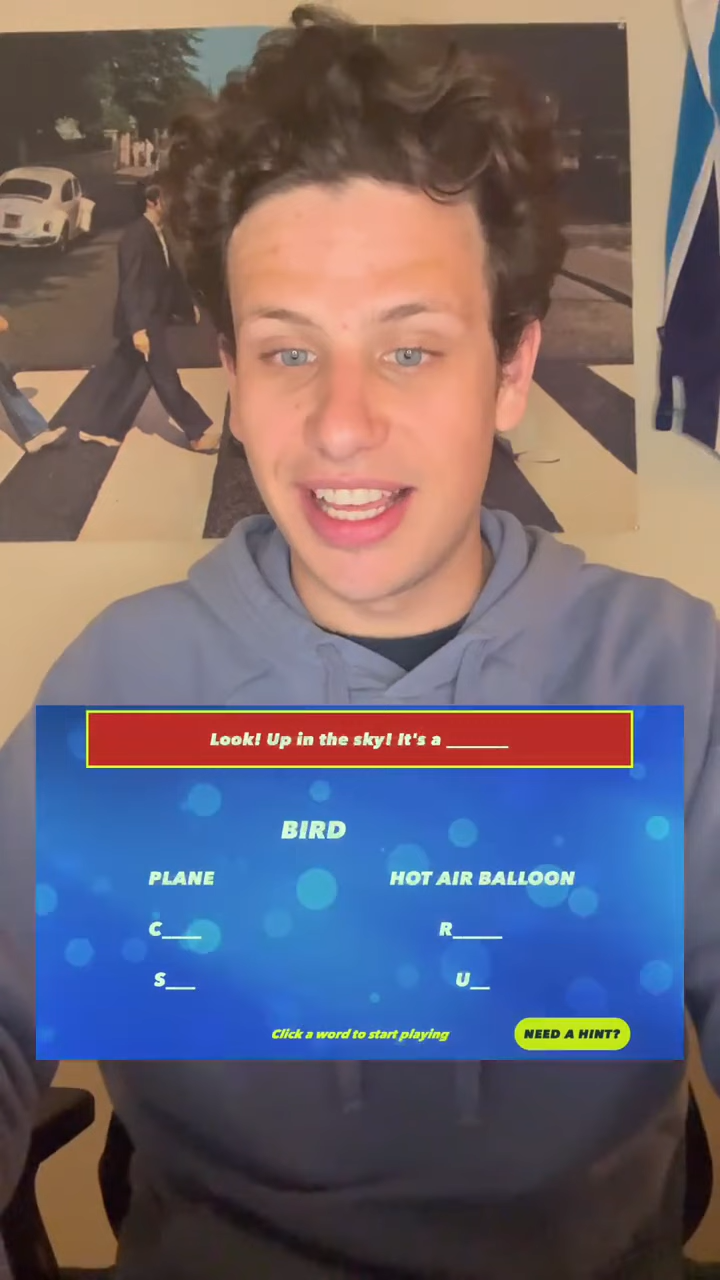 Look! Up in the sky! It's a _______
BIRD
PLANE
HOT AIR BALLOON
C____
R_____
S___
U__
Click a word to start playing
NEED A HINT?